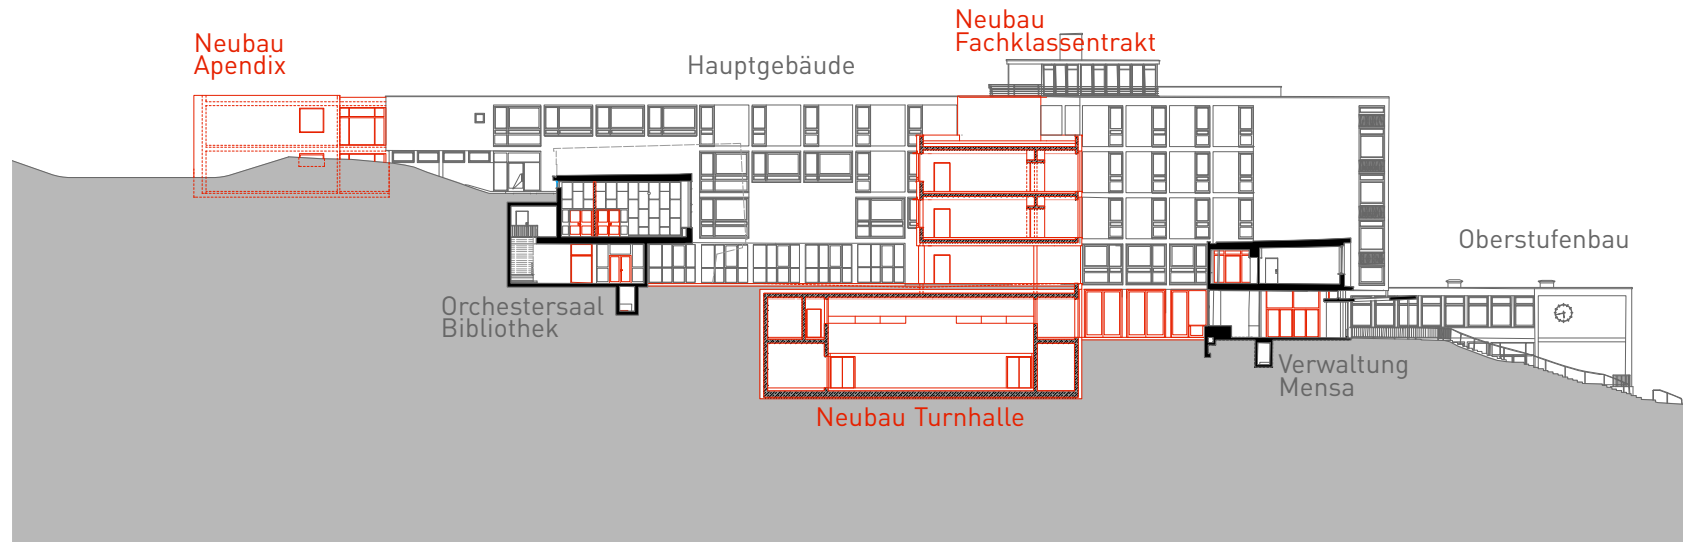 Neubau
Apendix
Hauptgebäude
Neubau
Fachklassentrakt
Oberstufenbau
Orchestersaal
Bibliothek
Verwaltung
Mensa
Neubau Turnhalle